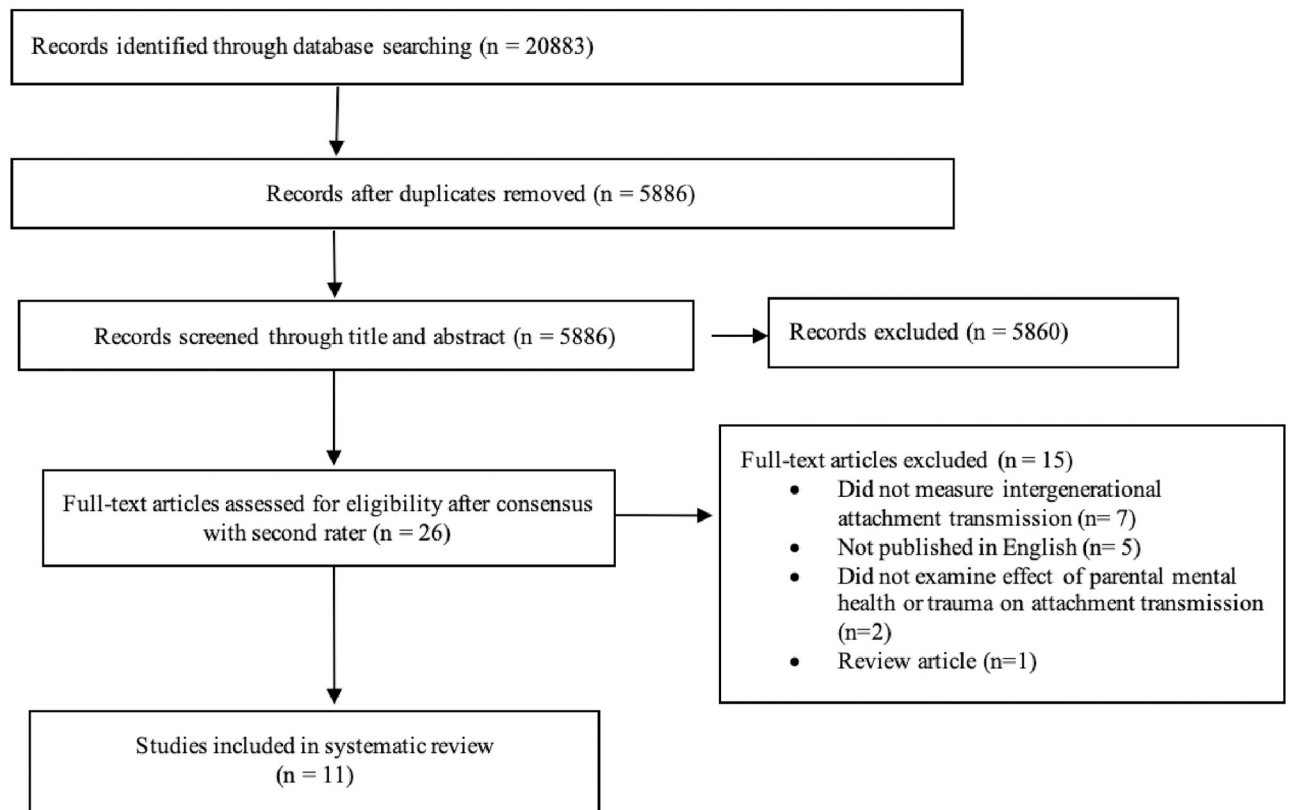 Records identified through database searching (n = 20883)
Records after duplicates removed (n = 5886)
Records screened through title and abstract (n = 5886)
Records excluded (n = 5860)
Full-text articles assessed for eligibility after consensus
with second rater (n = 26)
Full-text articles excluded (n = 15)
• Did not measure intergenerational
attachment transmission (n= 7)
• Not published in English (n= 5)
• Did not examine effect of parental mental
health or trauma on attachment transmission
(n=2)
• Review article (n=1)
Studies included in systematic review
(n = 11)